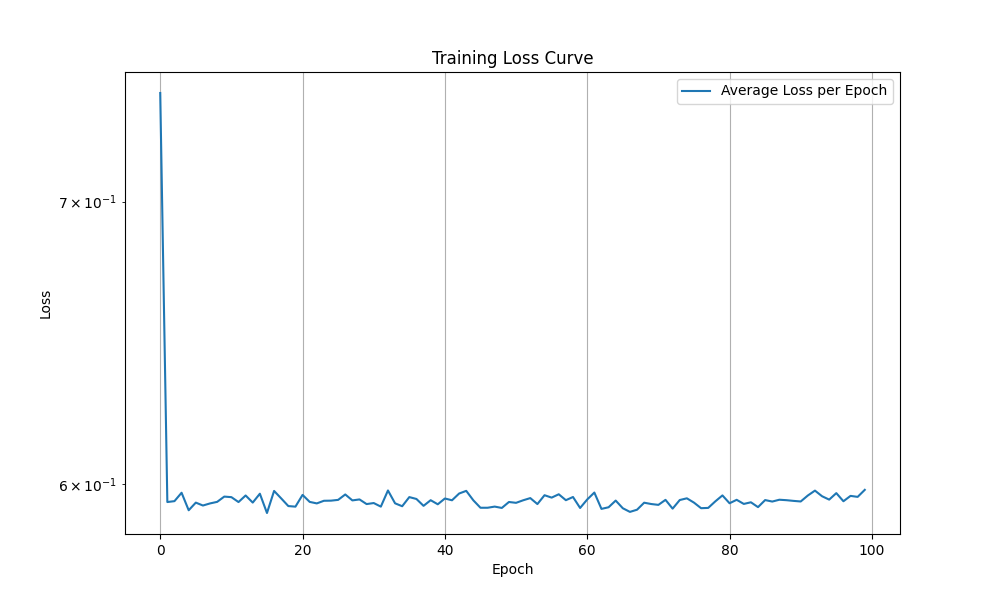 Training Loss Curve
Average Loss per Epoch
7 × 10⁻¹
6 × 10⁻¹
Loss
0 20 40 60 80 100
Epoch